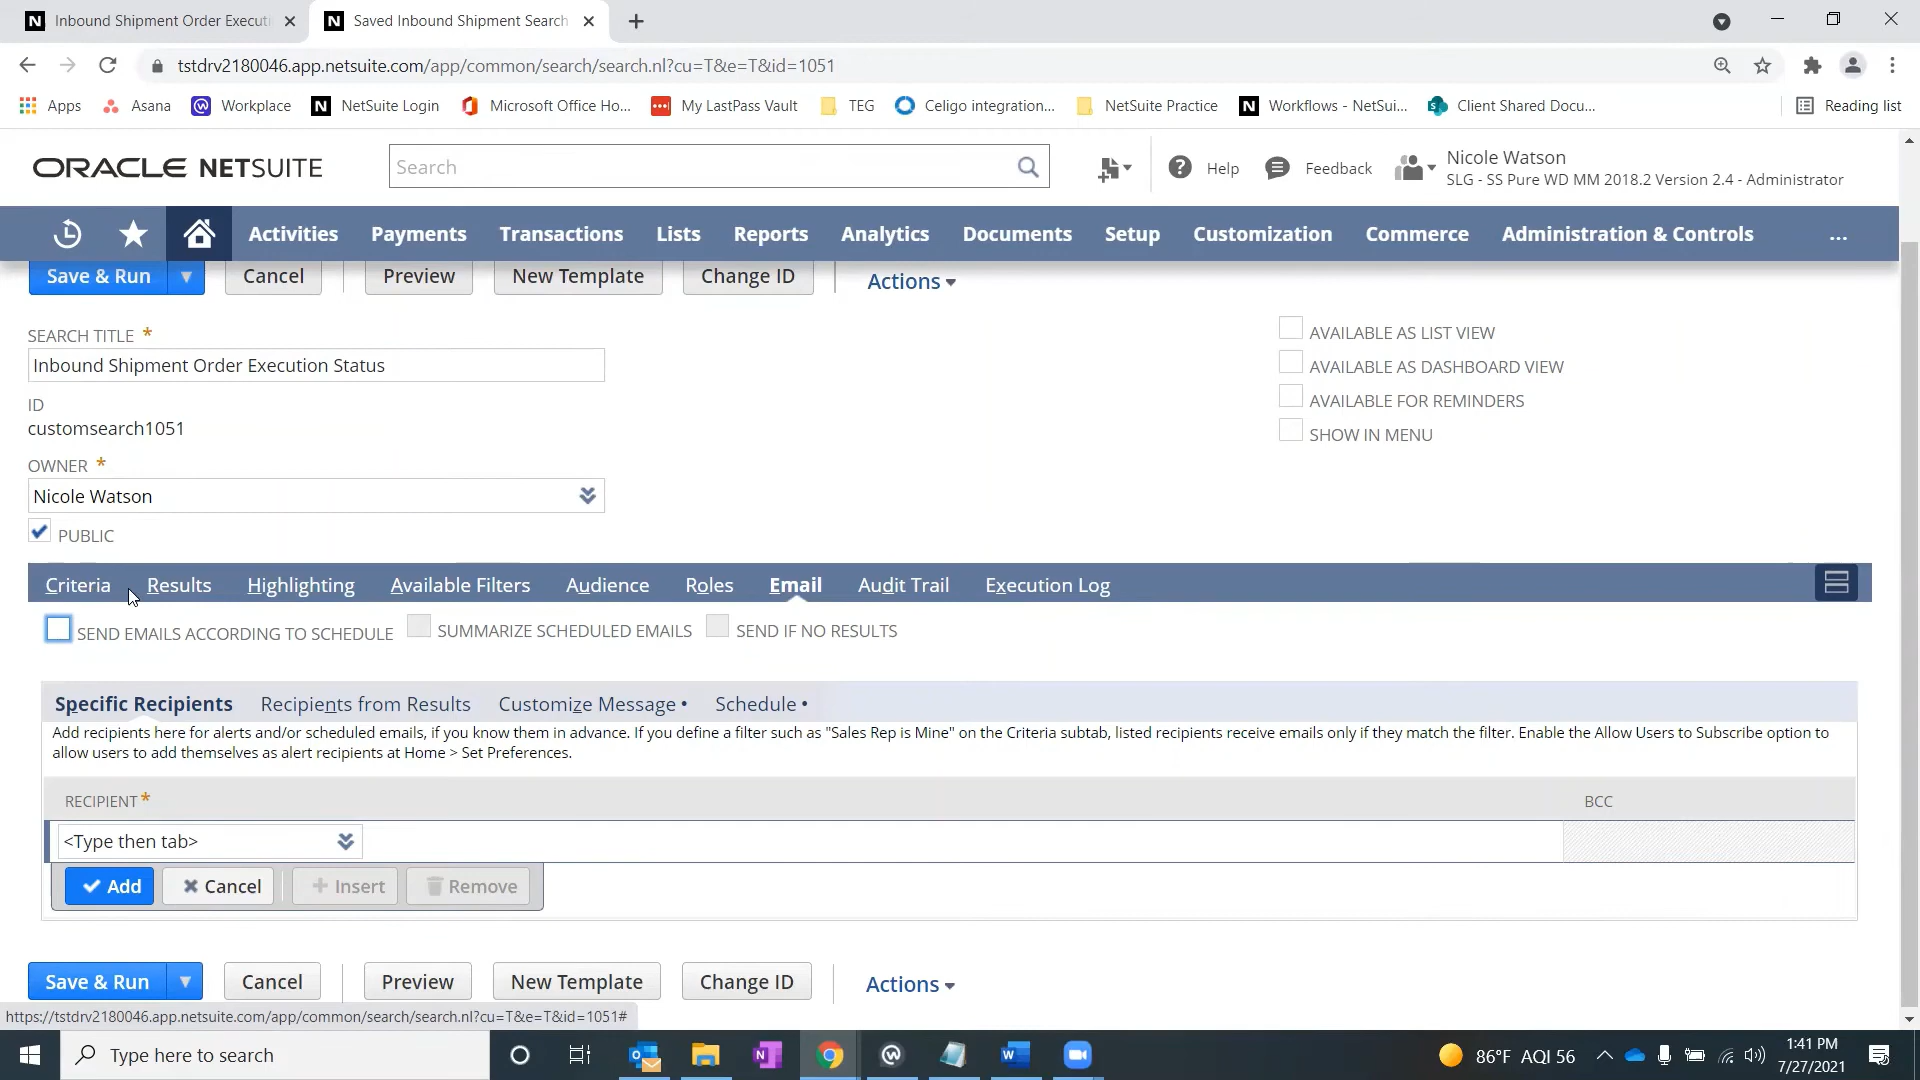 Inbound Shipment Order Executi
Saved Inbound Shipment Search
tstdrv2180046.app.netsuite.com/app/common/search/search.nl?cu=T&e=T&id=1051
Apps
Asana
Workplace
NetSuite Login
Microsoft Office Ho...
My LastPass Vault
TEG
Celigo integration...
NetSuite Practice
Workflows - NetSui...
Client Shared Docu...
Reading list
ORACLE NETSUITE
Search
Help
Feedback
Nicole Watson
SLG - SS Pure WD MM 2018.2 Version 2.4 - Administrator
Activities
Payments
Transactions
Lists
Reports
Analytics
Documents
Setup
Customization
Commerce
Administration & Controls
...
Save & Run
Cancel
Preview
New Template
Change ID
Actions
SEARCH TITLE *
Inbound Shipment Order Execution Status
ID
customsearch1051
OWNER *
Nicole Watson
PUBLIC
AVAILABLE AS LIST VIEW
AVAILABLE AS DASHBOARD VIEW
AVAILABLE FOR REMINDERS
SHOW IN MENU
Criteria
Results
Highlighting
Available Filters
Audience
Roles
Email
Audit Trail
Execution Log
SEND EMAILS ACCORDING TO SCHEDULE
SUMMARIZE SCHEDULED EMAILS
SEND IF NO RESULTS
Specific Recipients
Recipients from Results
Customize Message •
Schedule •
Add recipients here for alerts and/or scheduled emails, if you know them in advance. If you define a filter such as "Sales Rep is Mine" on the Criteria subtab, listed recipients receive emails only if they match the filter. Enable the Allow Users to Subscribe option to
allow users to add themselves as alert recipients at Home > Set Preferences.
RECIPIENT *
BCC
<Type then tab>
Add
Cancel
Insert
Remove
Save & Run
Cancel
Preview
New Template
Change ID
Actions
https://tstdrv2180046.app.netsuite.com/app/common/search/search.nl?cu=T&e=T&id=1051#
Type here to search
86°F AQI 56
1:41 PM
7/27/2021